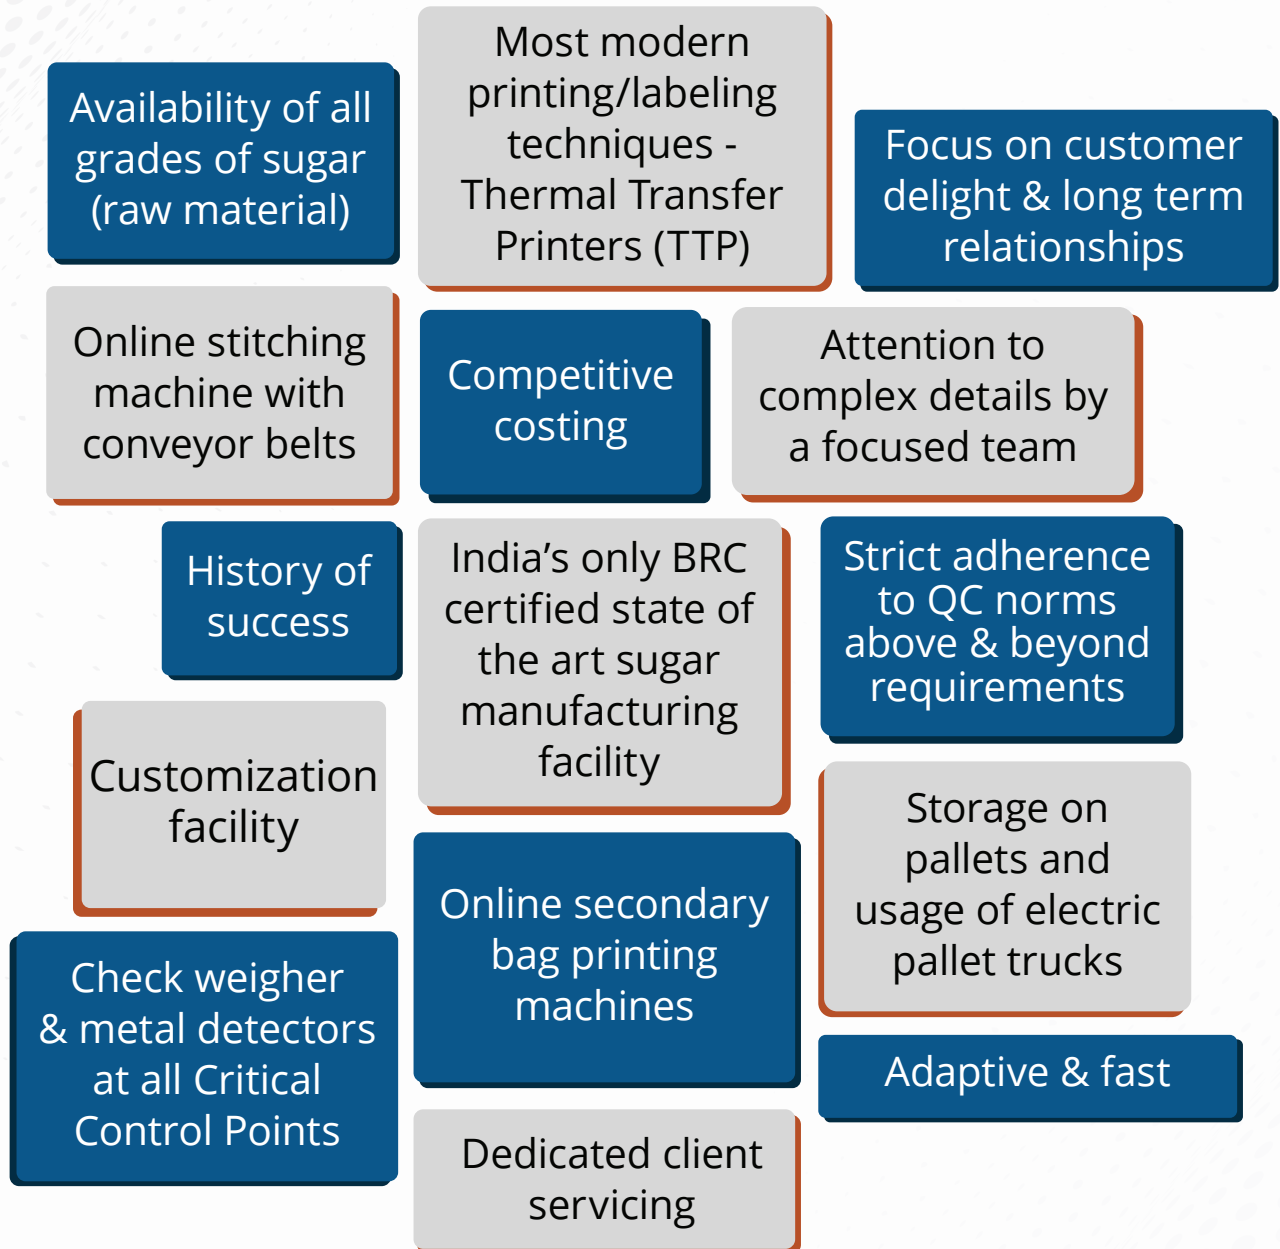 Availability of all
grades of sugar
(raw material)
Most modern
printing/labeling
techniques -
Thermal Transfer
Printers (TTP)
Focus on customer
delight & long term
relationships
Online stitching
machine with
conveyor belts
Competitive
costing
Attention to
complex details by
a focused team
History of
success
India’s only BRC
certified state of
the art sugar
manufacturing
facility
Strict adherence
to QC norms
above & beyond
requirements
Customization
facility
Storage on
pallets and
usage of electric
pallet trucks
Online secondary
bag printing
machines
Check weigher
& metal detectors
at all Critical
Control Points
Adaptive & fast
Dedicated client
servicing